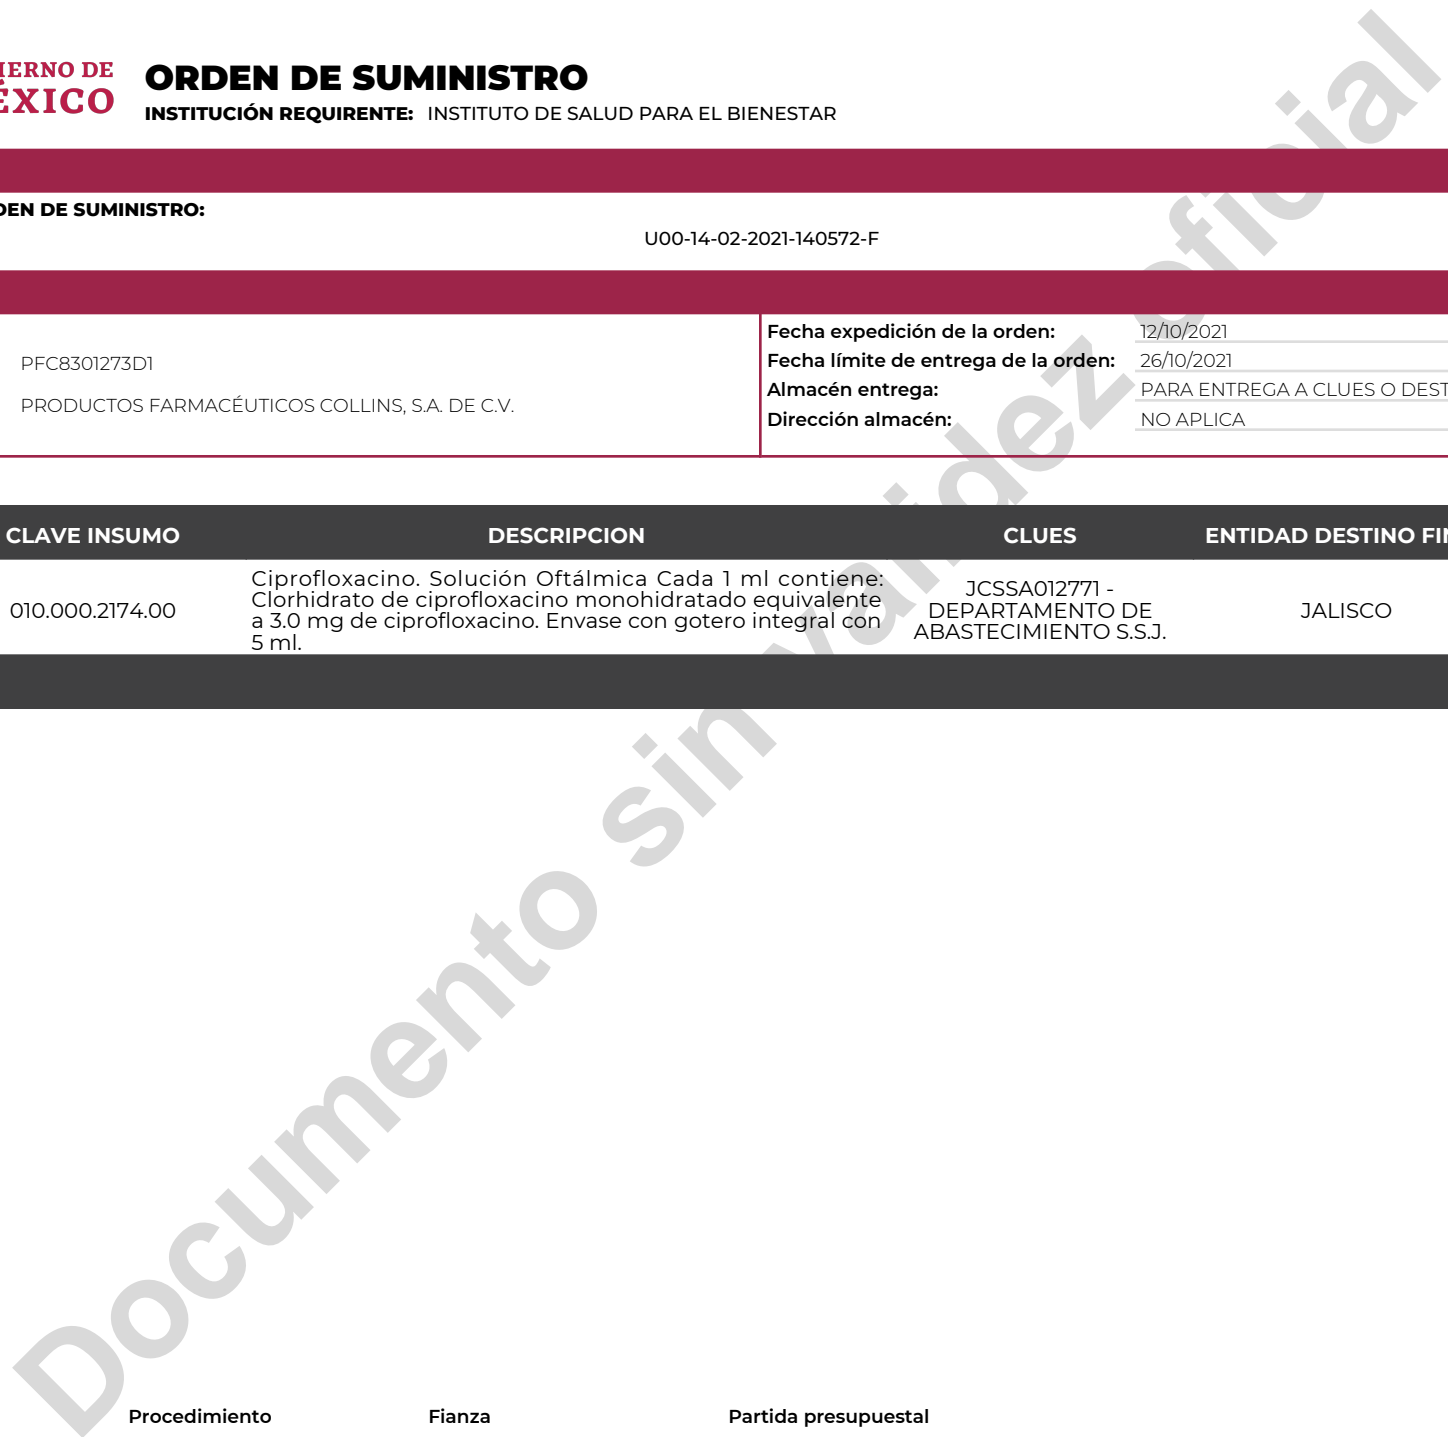 IERNO DE
ÉXICO
ORDEN DE SUMINISTRO
INSTITUCIÓN REQUIRENTE: INSTITUTO DE SALUD PARA EL BIENESTAR
DEN DE SUMINISTRO:
U00-14-02-2021-140572-F
PFC8301273D1
PRODUCTOS FARMACÉUTICOS COLLINS, S.A. DE C.V.
Fecha expedición de la orden: 12/10/2021
Fecha límite de entrega de la orden: 26/10/2021
Almacén entrega: PARA ENTREGA A CLUES O DEST
Dirección almacén: NO APLICA
CLAVE INSUMO DESCRIPCION CLUES ENTIDAD DESTINO FIN
010.000.2174.00
Ciprofloxacino. Solución Oftálmica Cada 1 ml contiene:
Clorhidrato de ciprofloxacino monohidratado equivalente
a 3.0 mg de ciprofloxacino. Envase con gotero integral con
5 ml.
JCSSA012771 -
DEPARTAMENTO DE
ABASTECIMIENTO S.S.J.
JALISCO
Documento sin validez oficial
Procedimiento Fianza Partida presupuestal